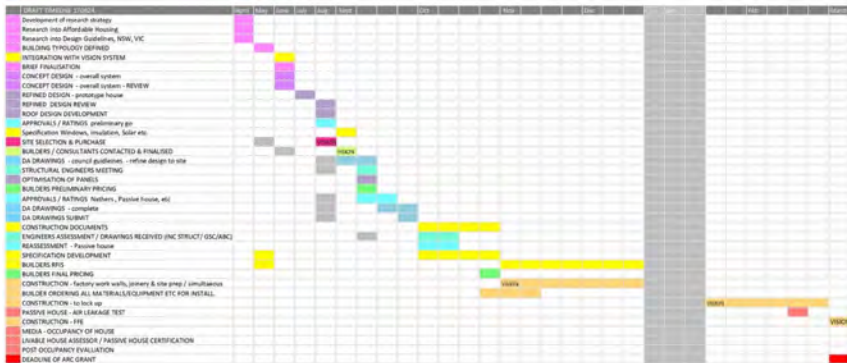 DRAFT TIMELINE 170824 April May June July Aug Sept Oct Nov Dec Jan Feb March
Development of research strategy
Research into Affordable Housing
Research into Design Guidelines, NSW, VIC
BUILDING TYPOLOGY DEFINED
INTEGRATION WITH VISION SYSTEM
BRIEF FINALISATION
CONCEPT DESIGN - overall system
CONCEPT DESIGN - overall system - REVIEW
REFINED DESIGN - prototype house
REFINED DESIGN REVIEW
ROOF DESIGN DEVELOPMENT
APPROVALS / RATINGS preliminary go
Specification Windows, Insulation, Solar etc.
SITE SELECTION & PURCHASE VISION
BUILDERS / CONSULTANTS CONTACTED & FINALISED VISION
DA DRAWINGS - council guidleines - refine design to site
STRUCTURAL ENGINEERS MEETING
OPTIMISATION OF PANELS
BUILDERS PRELIMINARY PRICING
APPROVALS / RATINGS Nathers , Passive house, etc
DA DRAWINGS - complete
DA DRAWINGS SUBMIT
CONSTRUCTION DOCUMENTS
ENGINEERS ASSESSMENT / DRAWINGS RECEIVED (INC STRUCT/ GSC/ABC)
REASSESSMENT - Passive house
SPECIFICATION DEVELOPMENT
BUILDERS RFIS
BUILDERS FINAL PRICING
CONSTRUCTION - factory work walls, joinery & site prep / simultaeous VISION
BUILDER ORDERING ALL MATERIALS/EQUIPMENT ETC FOR INSTALL.
CONSTRUCTION - to lock up VISION
PASSIVE HOUSE - AIR LEAKAGE TEST
CONSTRUCTION - FFE VISION
MEDIA - OCCUPANCY OF HOUSE
LIVABLE HOUSE ASSESSOR / PASSIVE HOUSE CERTIFICATION
POST OCCUPANCY EVALUATION
DEADLINE OF ARC GRANT